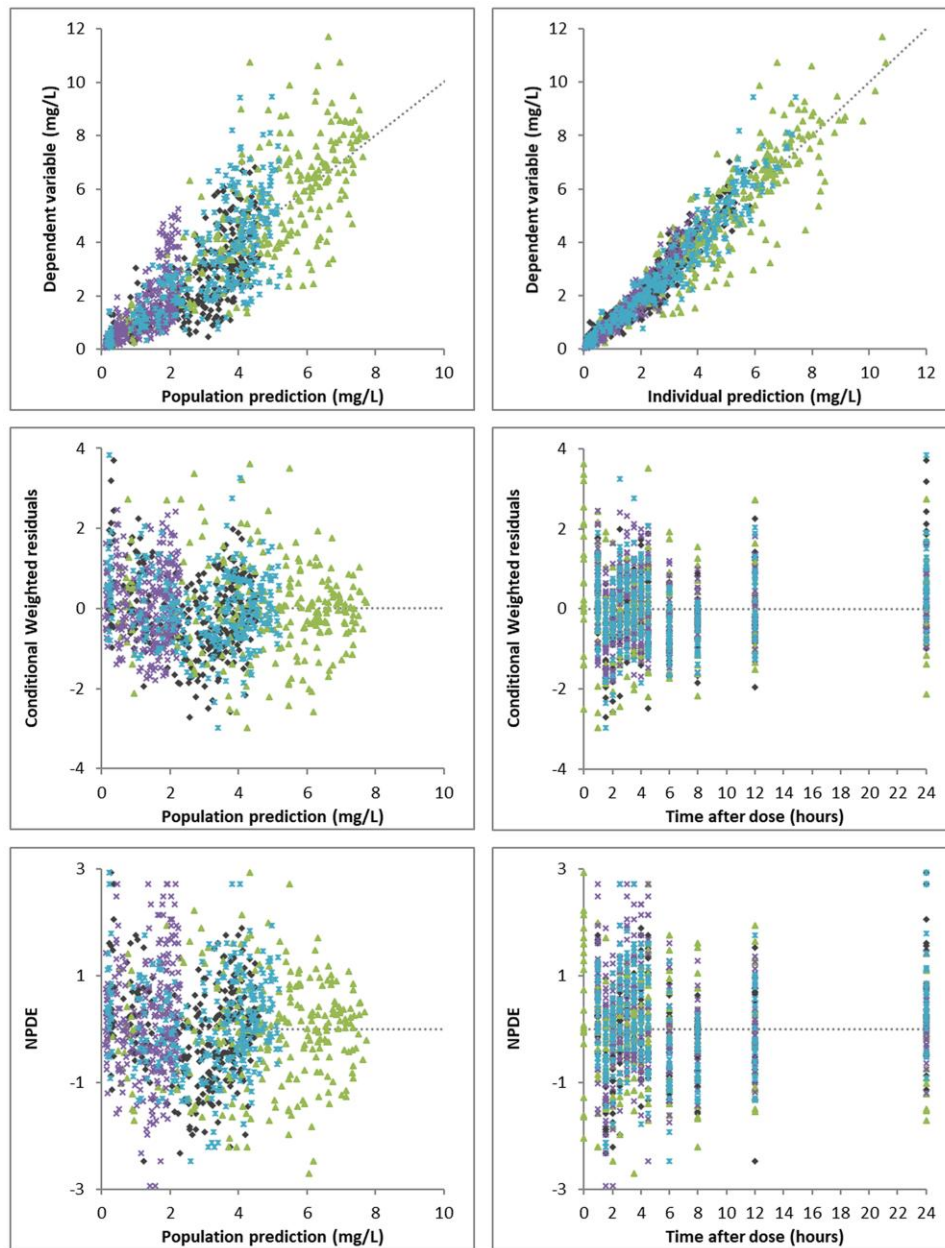 12
10
8
6
4
2
0
Dependent variable (mg/L)
0 2 4 6 8 10
Population prediction (mg/L)
12
10
8
6
4
2
0
Dependent variable (mg/L)
0 2 4 6 8 10 12
Individual prediction (mg/L)
4
2
0
-2
-4
Conditional Weighted residuals
0 2 4 6 8 10
Population prediction (mg/L)
4
2
0
-2
-4
Conditional Weighted residuals
0 2 4 6 8 10 12 14 16 18 20 22 24
Time after dose (hours)
3
1
-1
-3
NPDE
0 2 4 6 8 10
Population prediction (mg/L)
3
1
-1
-3
NPDE
0 2 4 6 8 10 12 14 16 18 20 22 24
Time after dose (hours)